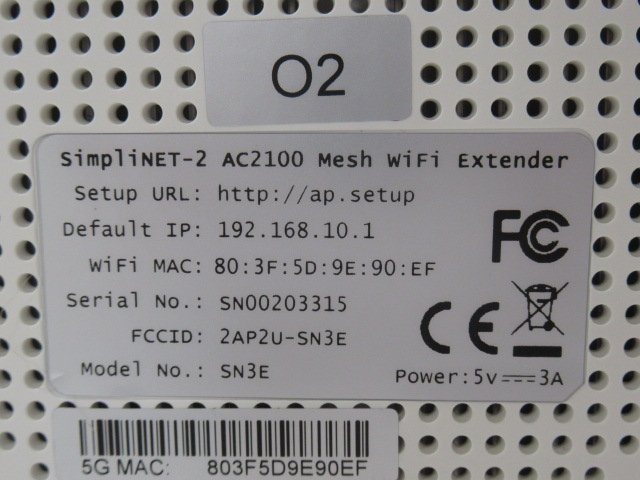 O2
SimpliNET-2 AC2100 Mesh WiFi Extender
Setup URL: http://ap.setup
Default IP: 192.168.10.1
WiFi MAC: 80:3F:5D:9E:90:EF
Serial No.: SN00203315
FCCID: 2AP2U-SN3E
Model No.: SN3E
FC
CE
Power:5v⎓3A
5G MAC: 803F5D9E90EF